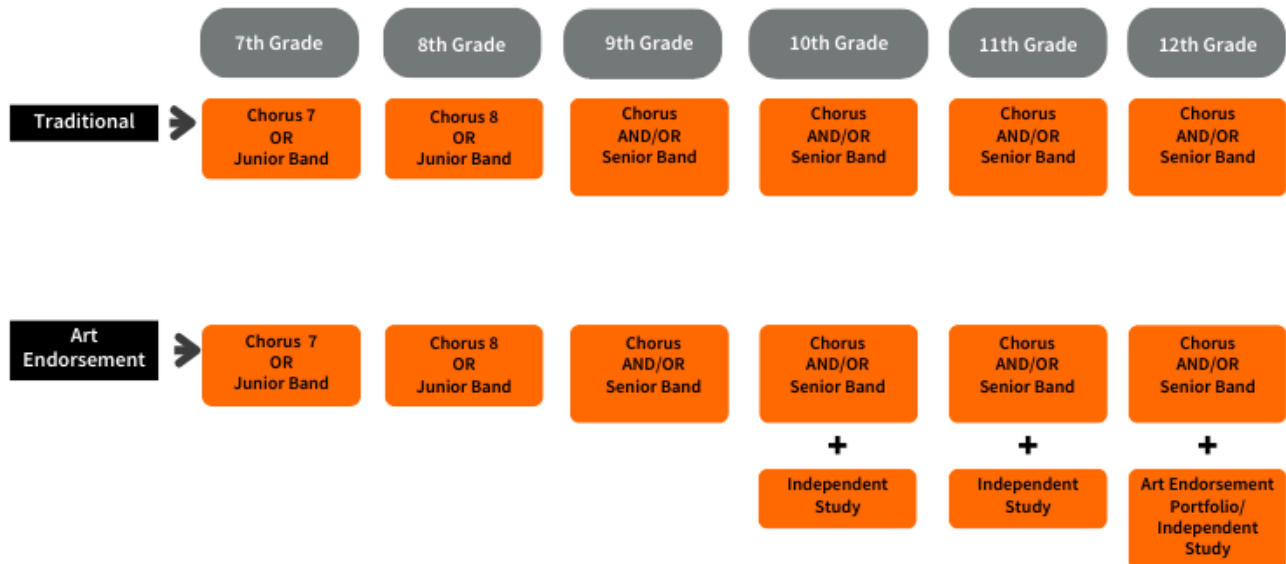 7th Grade
8th Grade
9th Grade
10th Grade
11th Grade
12th Grade
Traditional
Chorus 7
OR
Junior Band
Chorus 8
OR
Junior Band
Chorus
AND/OR
Senior Band
Chorus
AND/OR
Senior Band
Chorus
AND/OR
Senior Band
Chorus
AND/OR
Senior Band
Art
Endorsement
Chorus 7
OR
Junior Band
Chorus 8
OR
Junior Band
Chorus
AND/OR
Senior Band
Chorus
AND/OR
Senior Band
+
Independent
Study
Chorus
AND/OR
Senior Band
+
Independent
Study
Chorus
AND/OR
Senior Band
+
Art Endorsement
Portfolio/
Independent
Study